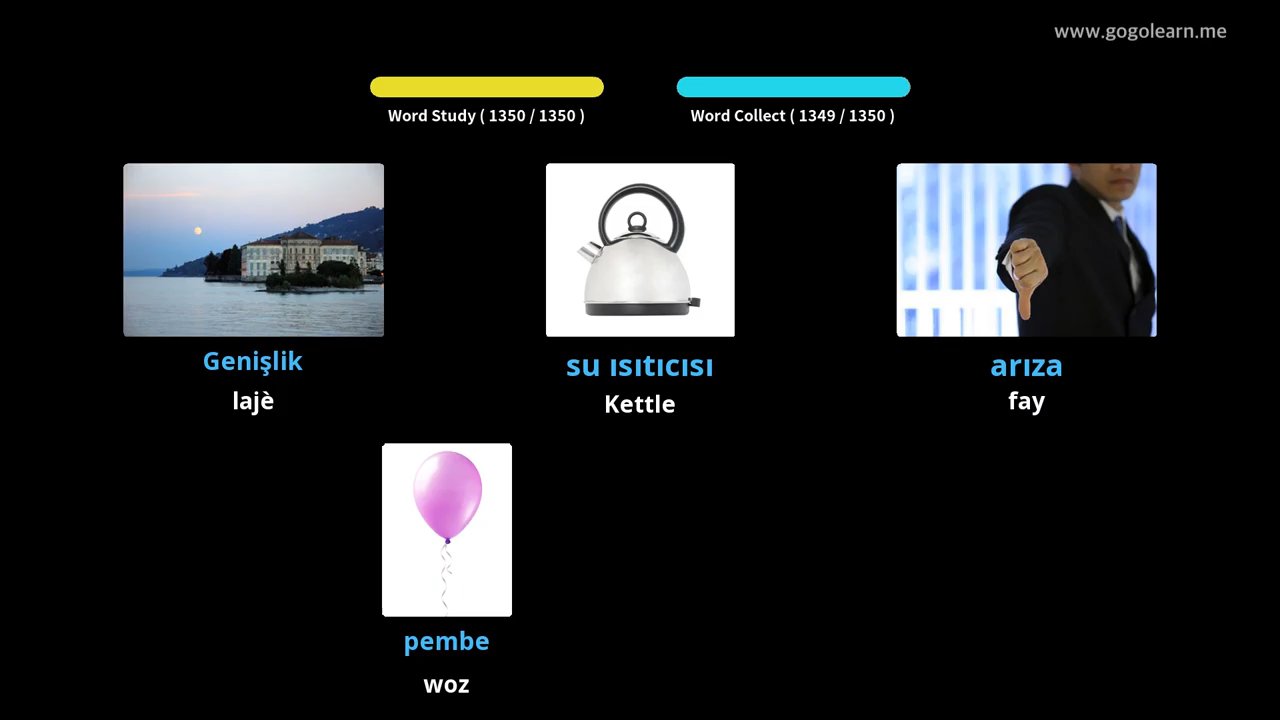 www.gogolearn.me
Word Study ( 1350 / 1350 )
Word Collect ( 1349 / 1350 )
Genişlik
lajè
su ısıtıcısı
Kettle
arıza
fay
pembe
woz